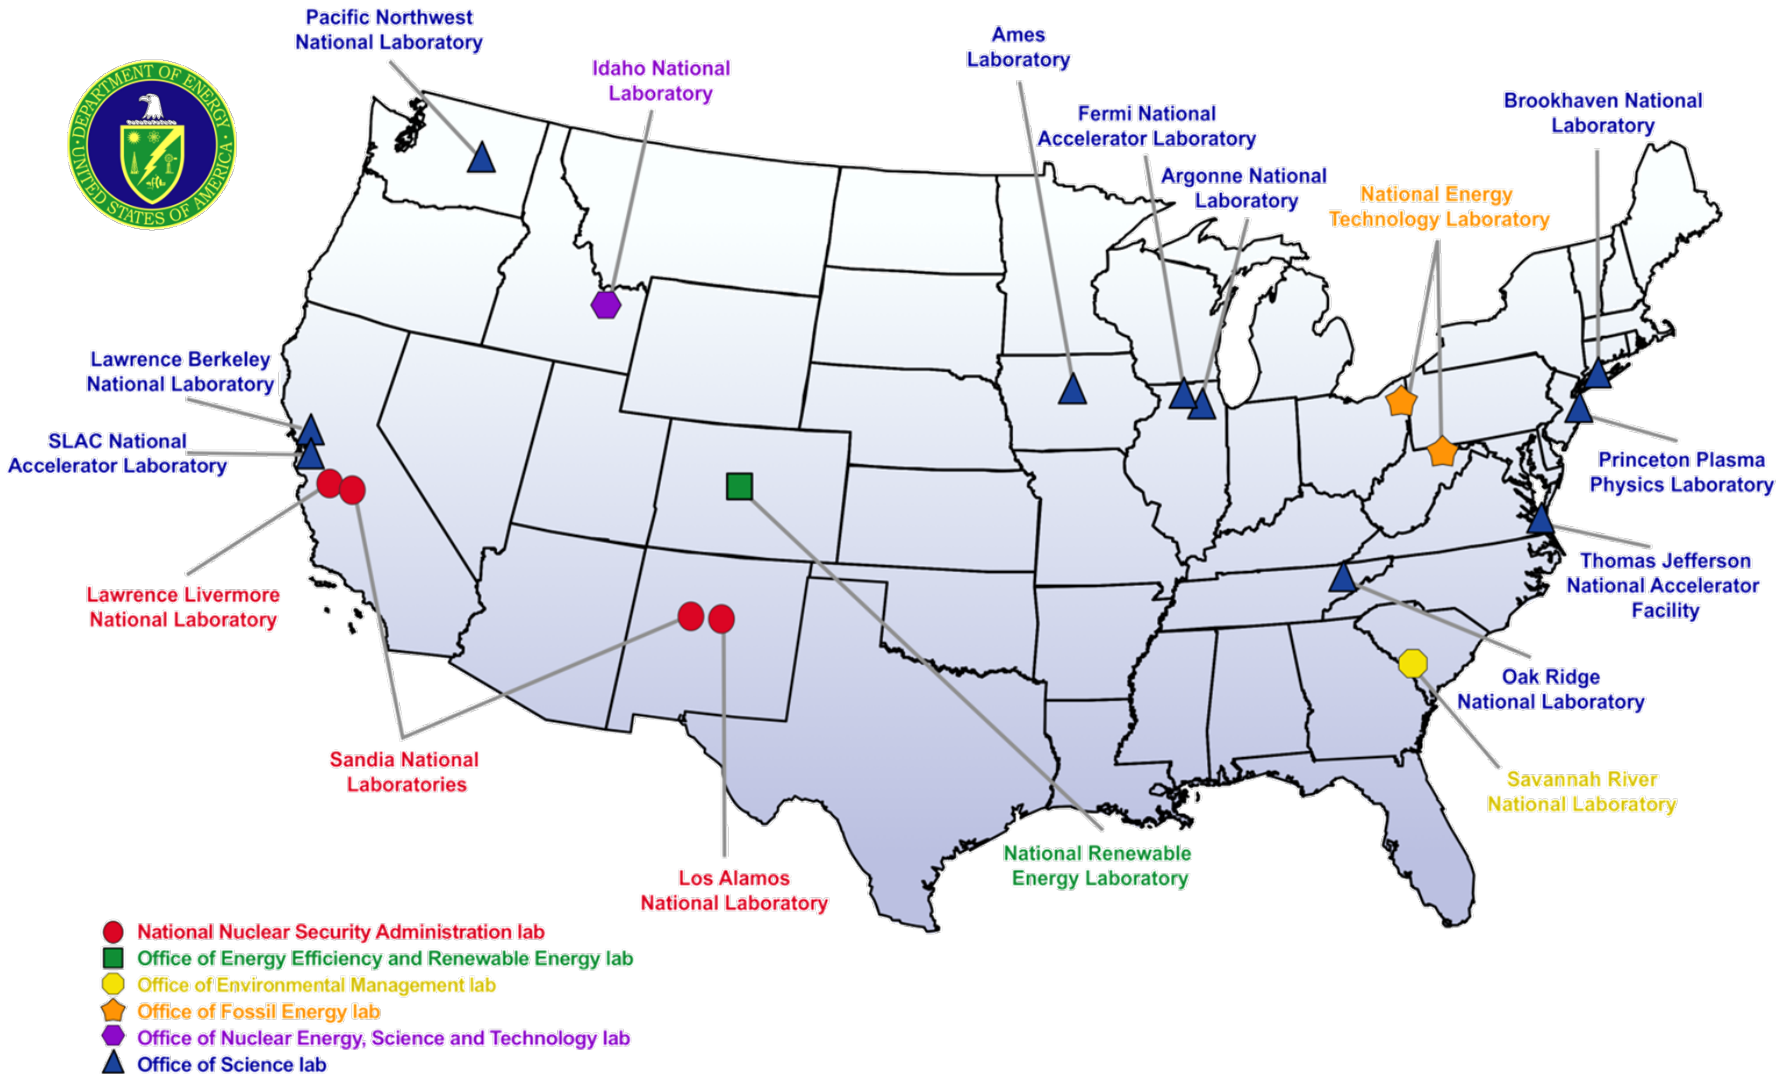 Pacific Northwest
National Laboratory
Idaho National
Laboratory
Ames
Laboratory
Fermi National
Accelerator Laboratory
Argonne National
Laboratory
Brookhaven National
Laboratory
National Energy
Technology Laboratory
DEPARTMENT OF ENERGY
UNITED STATES OF AMERICA
Lawrence Berkeley
National Laboratory
SLAC National
Accelerator Laboratory
Princeton Plasma
Physics Laboratory
Thomas Jefferson
National Accelerator
Facility
Lawrence Livermore
National Laboratory
Oak Ridge
National Laboratory
Sandia National
Laboratories
Savannah River
National Laboratory
National Renewable
Energy Laboratory
Los Alamos
National Laboratory
National Nuclear Security Administration lab
Office of Energy Efficiency and Renewable Energy lab
Office of Environmental Management lab
Office of Fossil Energy lab
Office of Nuclear Energy, Science and Technology lab
Office of Science lab